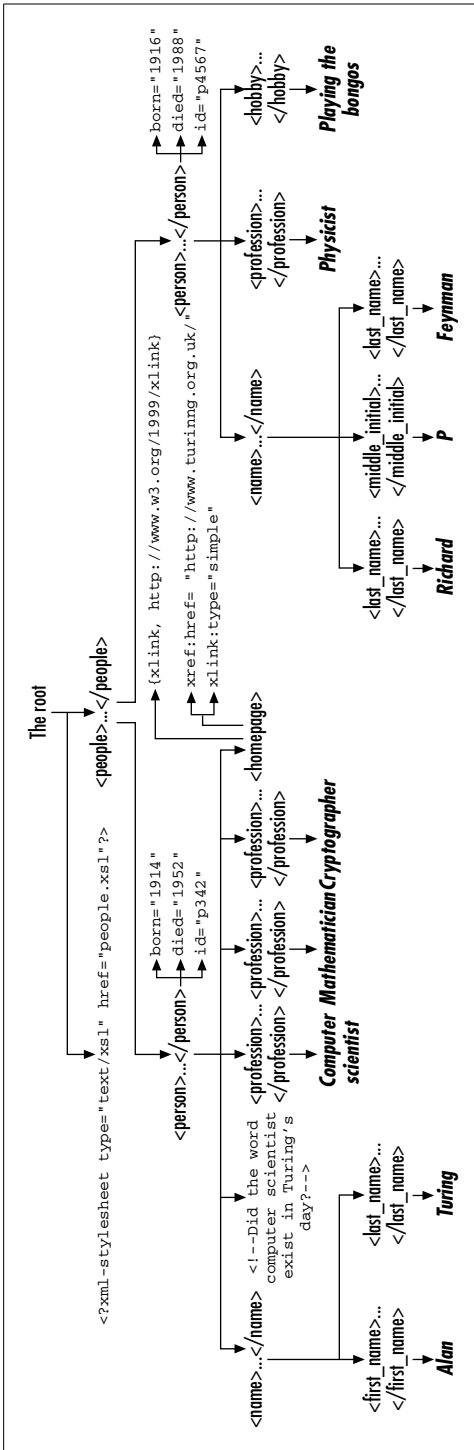 The root
<?xml-stylesheet type="text/xsl" href="people.xsl"?>
<people>...</people>
<person>...</person>
born="1914"
died="1952"
id="p342"
<name>...</name>
<first_name>...
</first_name>
Alan
<last_name>...
</last_name>
Turing
<!--Did the word
computer scientist
exist in Turing's
day?-->
<profession>...
</profession>
Computer
scientist
<profession>...
</profession>
Mathematician
<profession>...
</profession>
Cryptographer
<homepage>
{xlink, http://www.w3.org/1999/xlink}
xref:href= "http://www.turinng.org.uk/"
xlink:type="simple"
<person>...</person>
born="1916"
died="1988"
id="p4567"
<name>...</name>
<last_name>...
</last_name>
Richard
<middle_initial>...
</middle_initial>
P
<last_name>...
</last_name>
Feynman
<profession>...
</profession>
Physicist
<hobby>...
</hobby>
Playing the
bongos